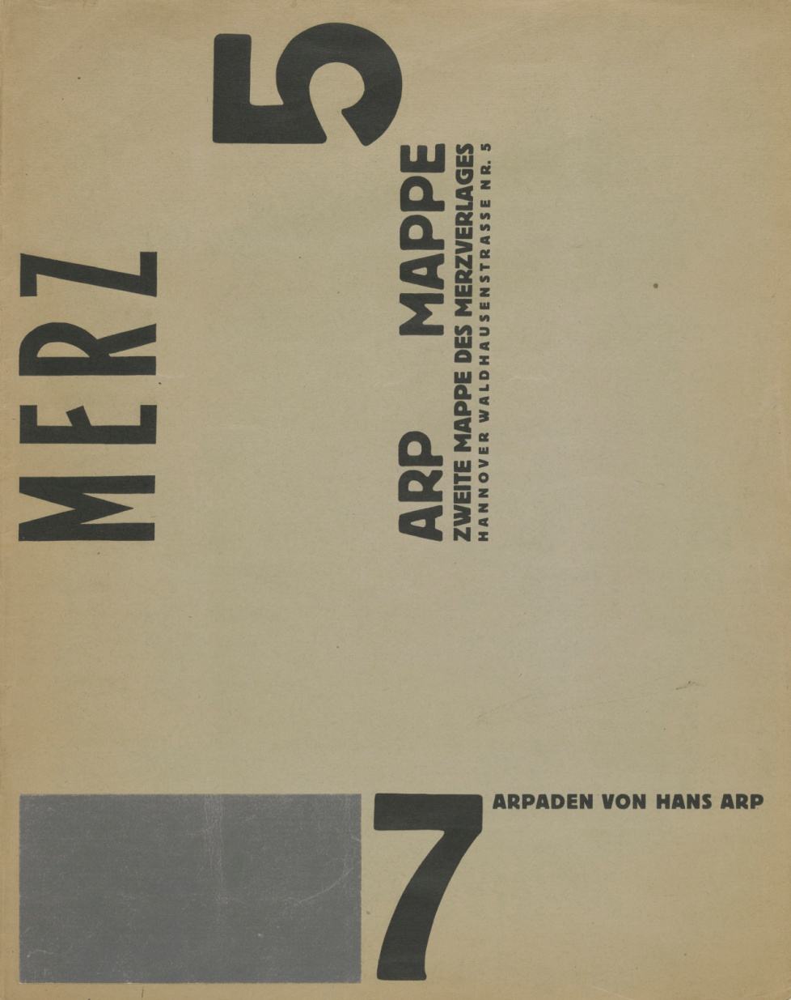 MERZ
5
ARP MAPPE
ZWEITE MAPPE DES MERZVERLAGES
HANNOVER WALDHAUSENSTRASSE NR. 5
7
ARPADEN VON HANS ARP